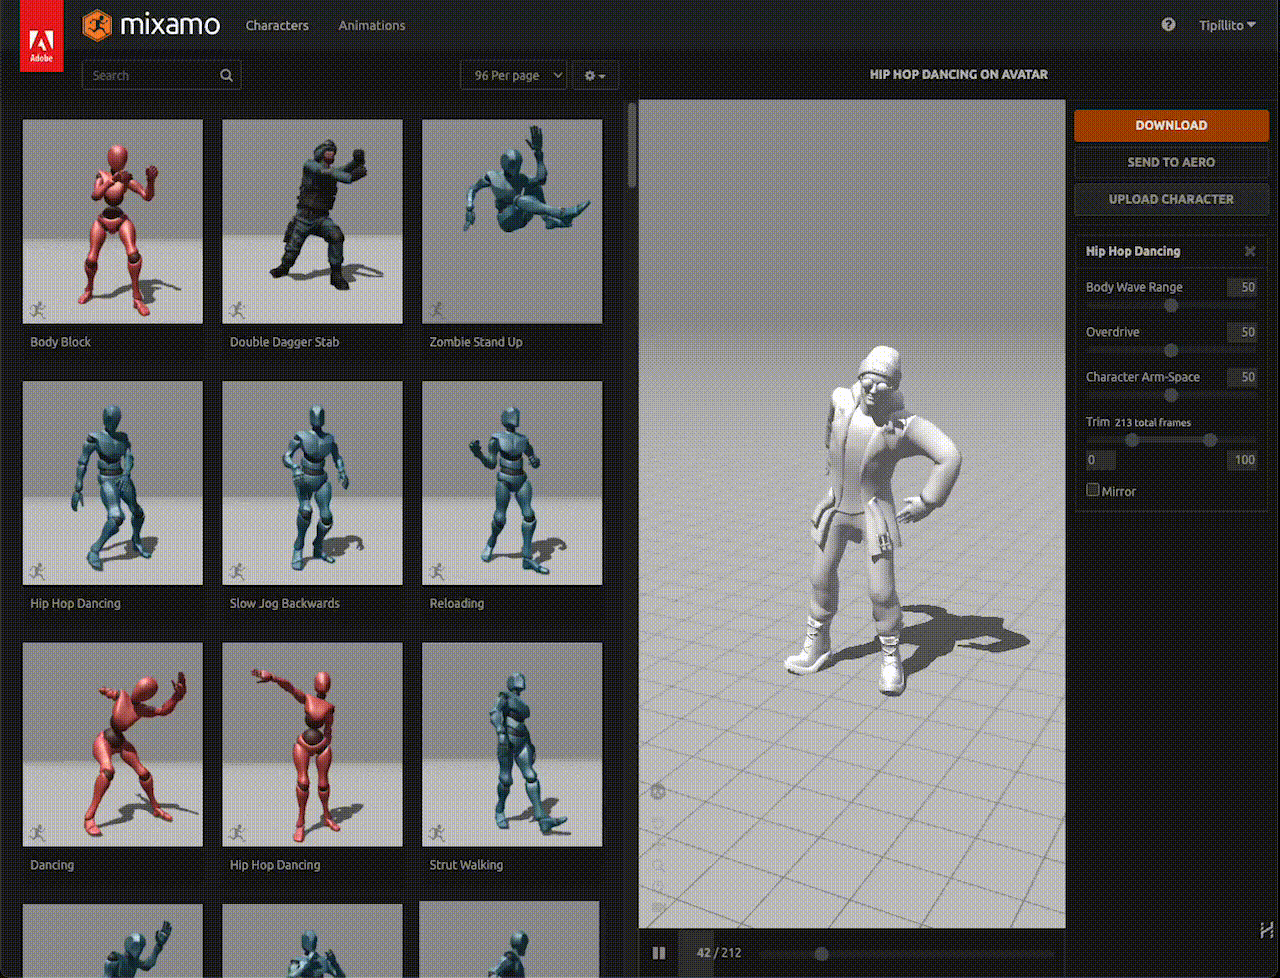 Adobe
mixamo
Characters
Animations
Tipillito
Search
96 Per page
HIP HOP DANCING ON AVATAR
Body Block
Double Dagger Stab
Zombie Stand Up
Hip Hop Dancing
Slow Jog Backwards
Reloading
Dancing
Hip Hop Dancing
Strut Walking
42 / 212
DOWNLOAD
SEND TO AERO
UPLOAD CHARACTER
Hip Hop Dancing
Body Wave Range 50
Overdrive 50
Character Arm-Space 50
Trim 213 total frames
0 100
Mirror